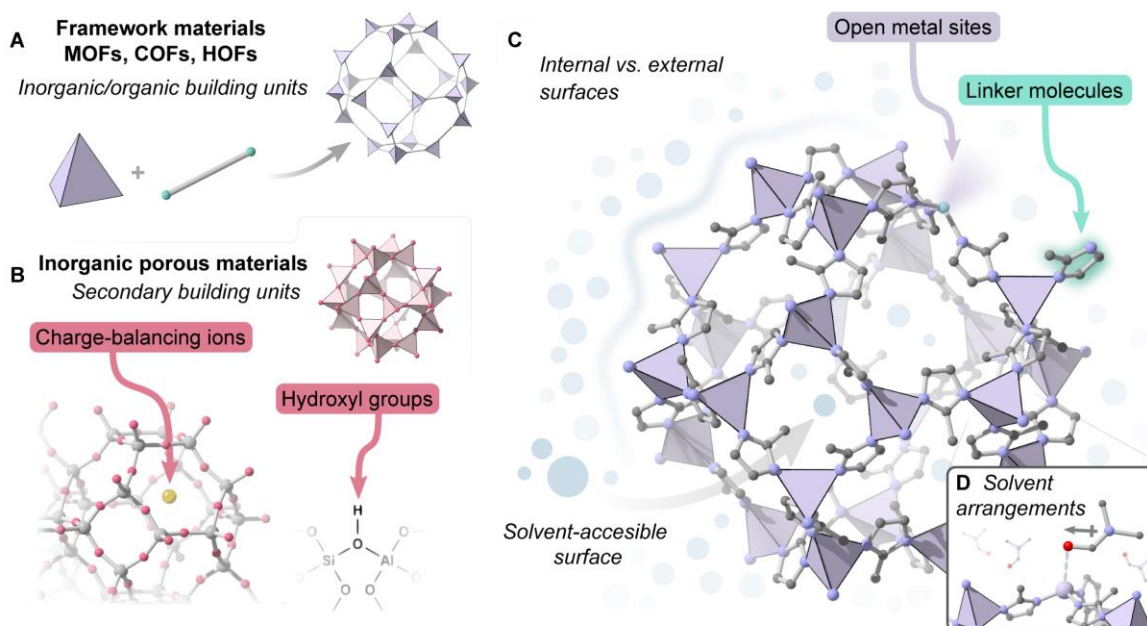 A
Framework materials
MOFs, COFs, HOFs
Inorganic/organic building units
+
B
Inorganic porous materials
Secondary building units
Charge-balancing ions
Hydroxyl groups
H
O
O
O
Si
Al
O
O
C
Internal vs. external
surfaces
Open metal sites
Linker molecules
Solvent-accesible
surface
D
Solvent
arrangements